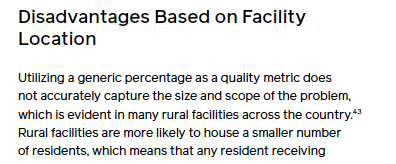 Disadvantages Based on Facility
Location
Utilizing a generic percentage as a quality metric does
not accurately capture the size and scope of the problem,
which is evident in many rural facilities across the country.⁴³
Rural facilities are more likely to house a smaller number
of residents, which means that any resident receiving